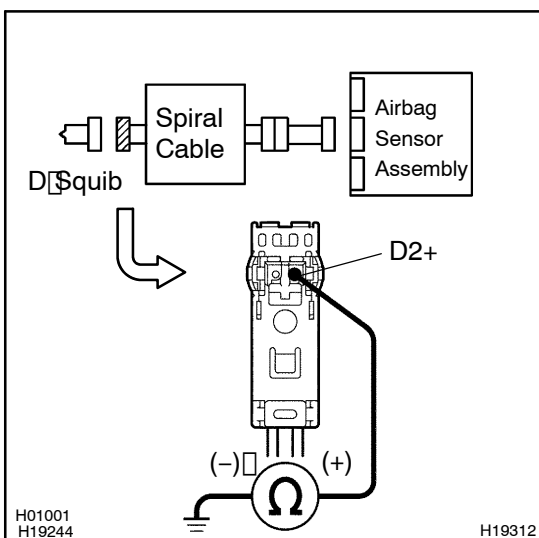 Spiral
Cable
Airbag
Sensor
Assembly
D▯Squib
D2+
(−)▯ (+)
Ω
H01001
H19244
H19312